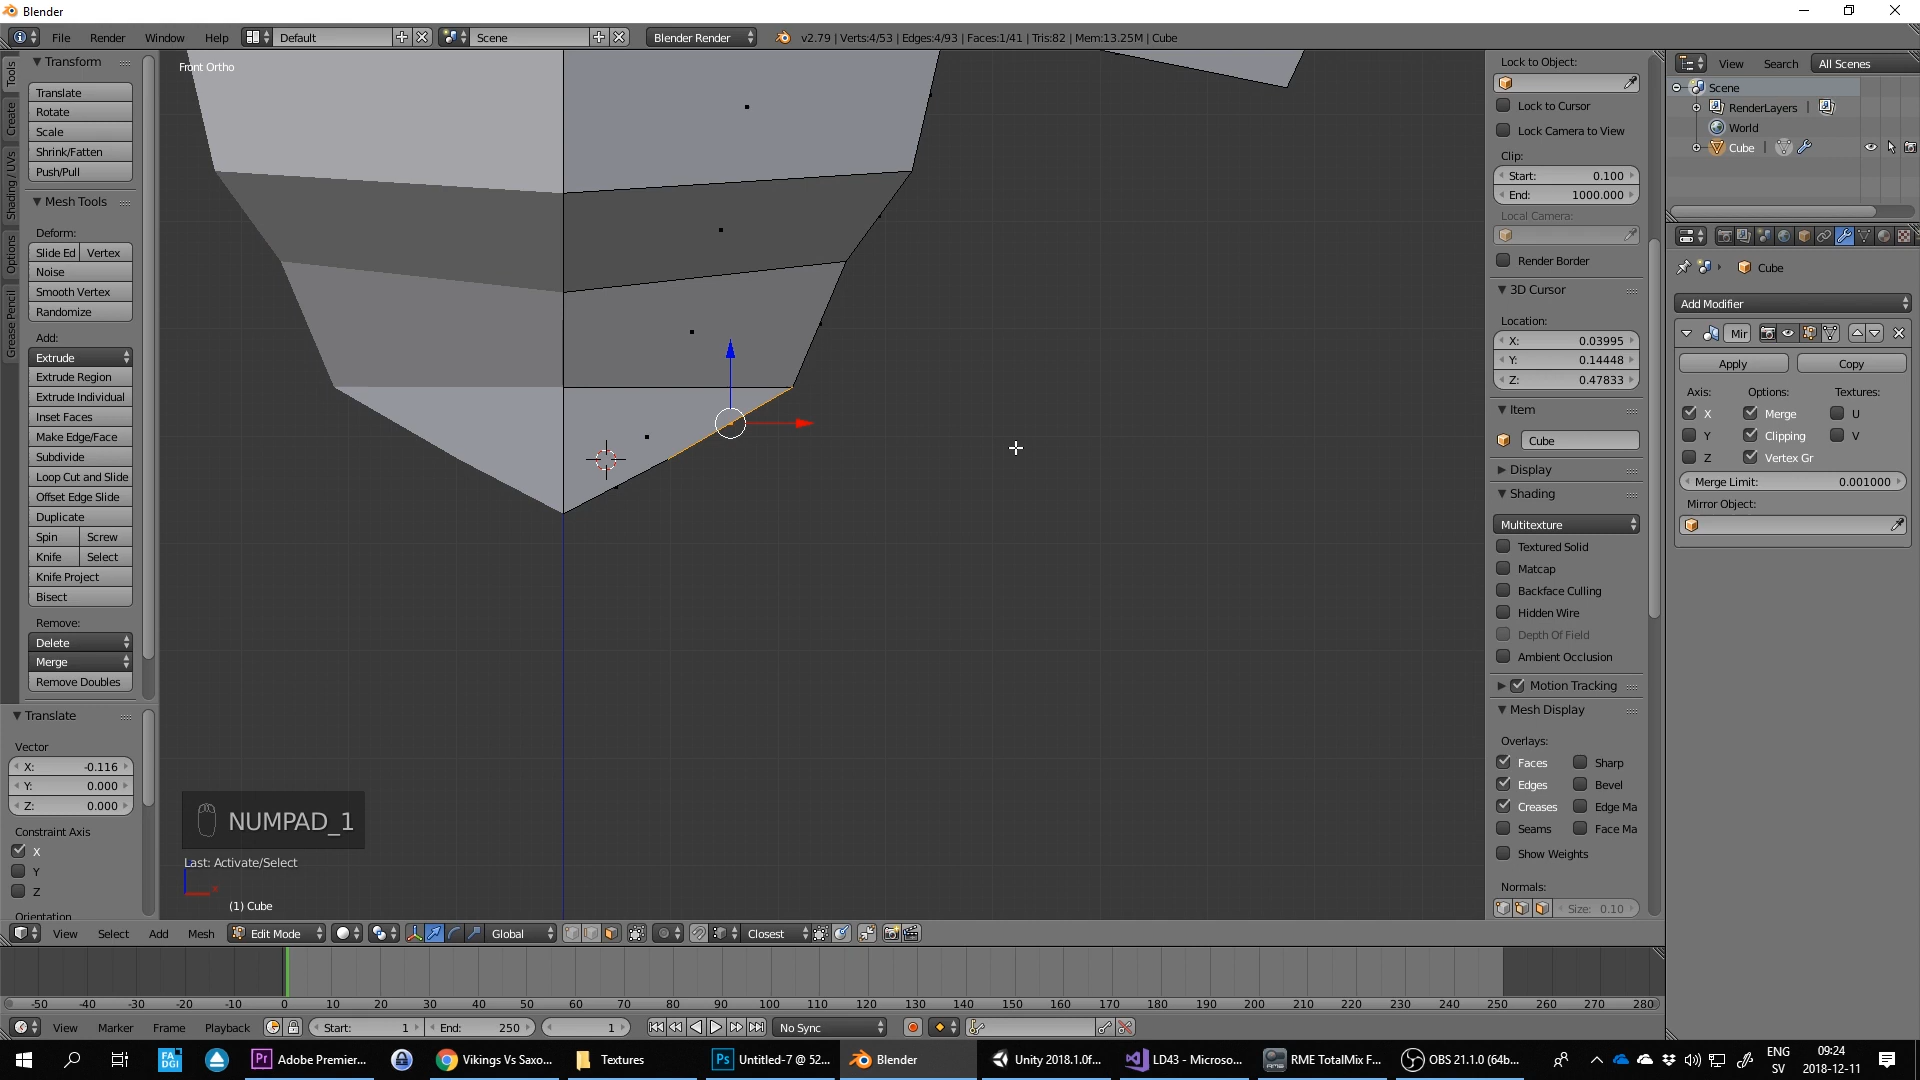 Blender
File Render Window Help Default Scene Blender Render v2.79 | Verts:4/53 | Edges:4/93 | Faces:1/41 | Tris:82 | Mem:13.25M | Cube
Tools
Create
Shading / UVs
Options
Grease Pencil
Transform
Translate
Rotate
Scale
Shrink/Fatten
Push/Pull
Mesh Tools
Deform:
Slide Ed Vertex
Noise
Smooth Vertex
Randomize
Add:
Extrude
Extrude Region
Extrude Individual
Inset Faces
Make Edge/Face
Subdivide
Loop Cut and Slide
Offset Edge Slide
Duplicate
Spin Screw
Knife Select
Knife Project
Bisect
Remove:
Delete
Merge
Remove Doubles
Translate
Vector
X: -0.116
Y: 0.000
Z: 0.000
Constraint Axis
X
Y
Z
Orientation
Front Ortho
NUMPAD_1
Last: Activate/Select
x
(1) Cube
Lock to Object:
Lock to Cursor
Lock Camera to View
Clip:
Start: 0.100
End: 1000.000
Local Camera:
Render Border
3D Cursor
Location:
X: 0.03995
Y: 0.14448
Z: 0.47833
Item
Cube
Display
Shading
Multitexture
Textured Solid
Matcap
Backface Culling
Hidden Wire
Depth Of Field
Ambient Occlusion
Motion Tracking
Mesh Display
Overlays:
Faces Sharp
Edges Bevel
Creases Edge Ma
Seams Face Ma
Show Weights
Normals:
Size: 0.10
View Search All Scenes
Scene
RenderLayers |
World
Cube |
Cube
Add Modifier
Mir
Apply Copy
Axis: Options: Textures:
X Merge U
Y Clipping V
Z Vertex Gr
Merge Limit: 0.001000
Mirror Object:
View Select Add Mesh Edit Mode Global Closest
-50 -40 -30 -20 -10 0 10 20 30 40 50 60 70 80 90 100 110 120 130 140 150 160 170 180 190 200 210 220 230 240 250 260 270 280
View Marker Frame Playback Start: 1 End: 250 1 No Sync
FA DGI
Pr Adobe Premier...
Vikings Vs Saxo...
Textures
Ps Untitled-7 @ 52...
Blender
Unity 2018.1.0f...
LD43 - Microso...
RME TotalMix F...
OBS 21.1.0 (64b...
ENG
SV
09:24
2018-12-11